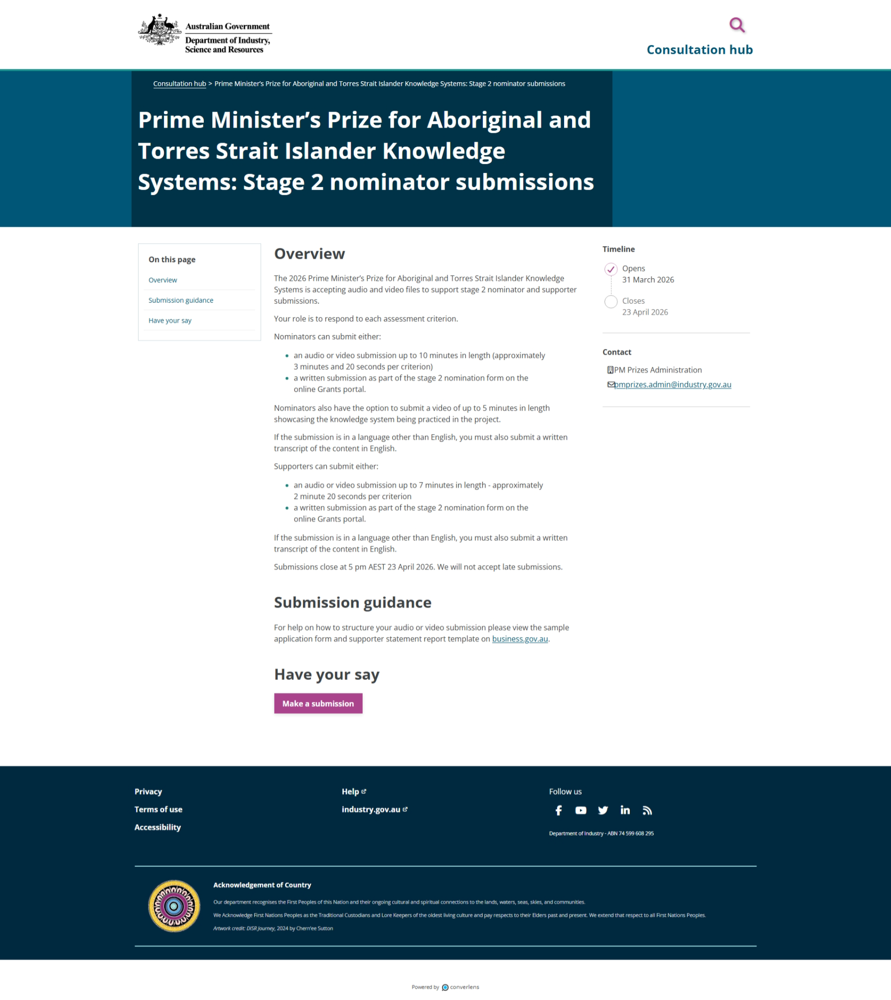 Australian Government
Department of Industry,
Science and Resources
Consultation hub
Consultation hub > Prime Minister’s Prize for Aboriginal and Torres Strait Islander Knowledge Systems: Stage 2 nominator submissions
Prime Minister’s Prize for Aboriginal and
Torres Strait Islander Knowledge
Systems: Stage 2 nominator submissions
On this page
Overview
Submission guidance
Have your say
Overview
The 2026 Prime Minister’s Prize for Aboriginal and Torres Strait Islander Knowledge
Systems is accepting audio and video files to support stage 2 nominator and supporter
submissions.
Your role is to respond to each assessment criterion.
Nominators can submit either:
• an audio or video submission up to 10 minutes in length (approximately
3 minutes and 20 seconds per criterion)
• a written submission as part of the stage 2 nomination form on the
online Grants portal.
Nominators also have the option to submit a video of up to 5 minutes in length
showcasing the knowledge system being practiced in the project.
If the submission is in a language other than English, you must also submit a written
transcript of the content in English.
Supporters can submit either:
• an audio or video submission up to 7 minutes in length - approximately
2 minute 20 seconds per criterion
• a written submission as part of the stage 2 nomination form on the
online Grants portal.
If the submission is in a language other than English, you must also submit a written
transcript of the content in English.
Submissions close at 5 pm AEST 23 April 2026. We will not accept late submissions.
Submission guidance
For help on how to structure your audio or video submission please view the sample
application form and supporter statement report template on business.gov.au.
Have your say
Make a submission
Timeline
Opens
31 March 2026
Closes
23 April 2026
Contact
PM Prizes Administration
pmprizes.admin@industry.gov.au
Privacy
Terms of use
Accessibility
Help
industry.gov.au
Follow us
Department of Industry - ABN 74 599 608 295
Acknowledgement of Country
Our department recognises the First Peoples of this Nation and their ongoing cultural and spiritual connections to the lands, waters, seas, skies, and communities.
We Acknowledge First Nations Peoples as the Traditional Custodians and Lore Keepers of the oldest living culture and pay respects to their Elders past and present. We extend that respect to all First Nations Peoples.
Artwork credit: DISR Journey, 2024 by Chern’ee Sutton
Powered by converlens